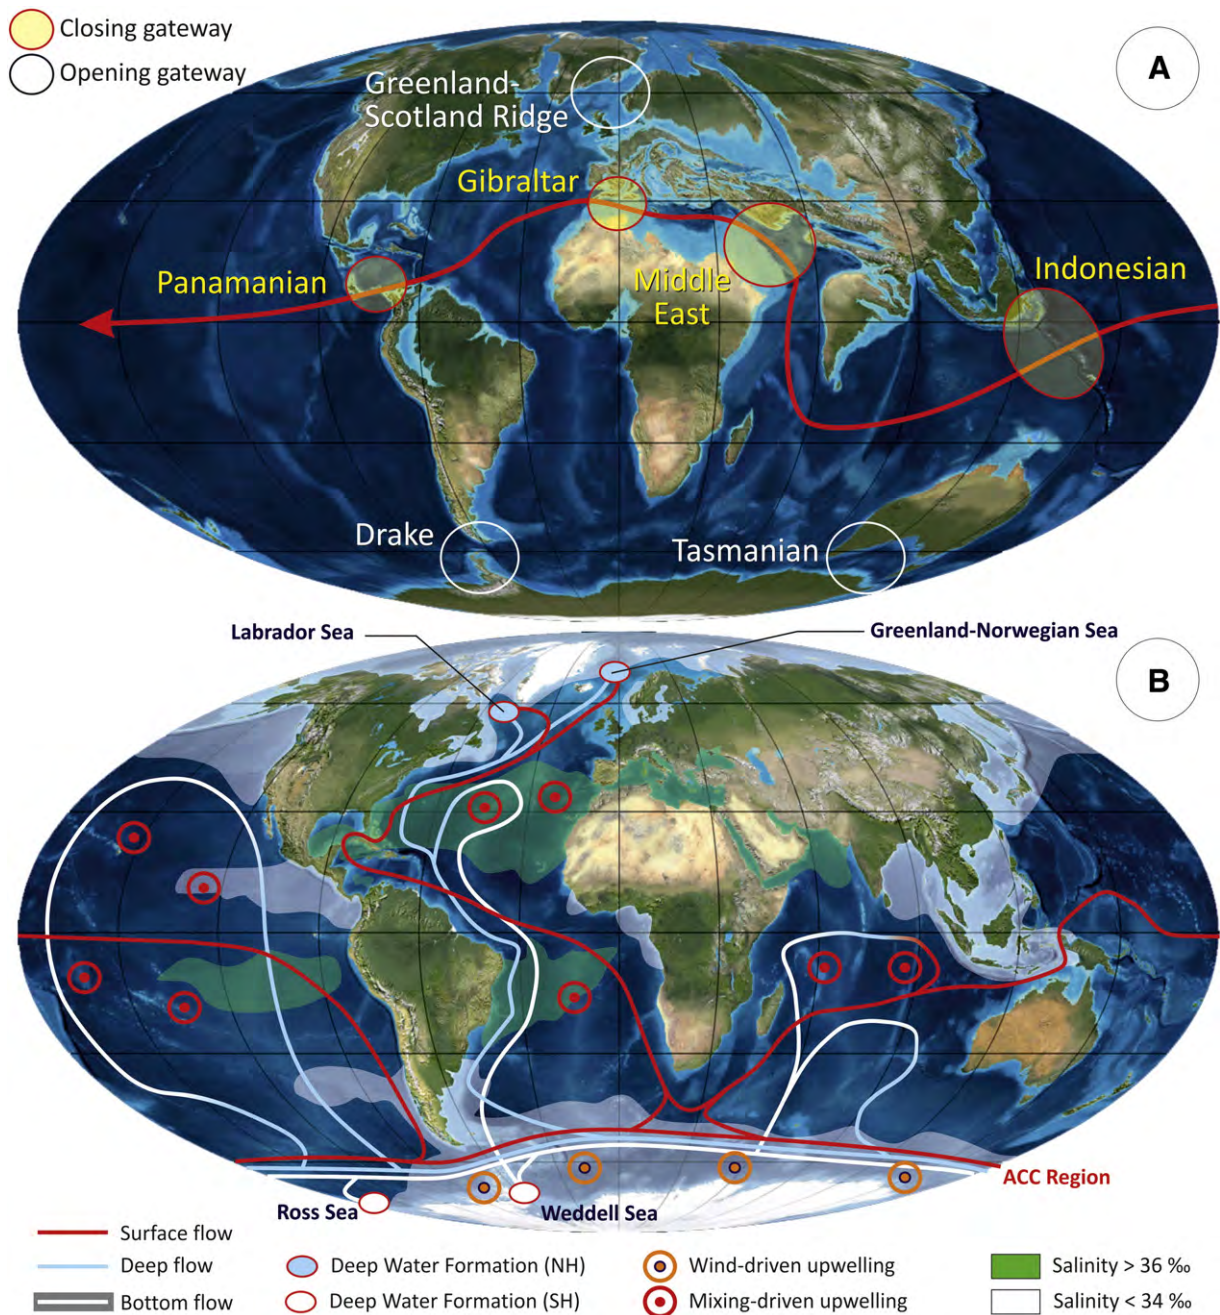 Closing gateway
Opening gateway
A
Greenland-
Scotland Ridge
Gibraltar
Panamanian
Middle
East
Indonesian
Drake
Tasmanian
Labrador Sea
Greenland-Norwegian Sea
B
ACC Region
Ross Sea
Weddell Sea
Surface flow
Deep flow
Bottom flow
Deep Water Formation (NH)
Deep Water Formation (SH)
Wind-driven upwelling
Mixing-driven upwelling
Salinity > 36 ‰
Salinity < 34 ‰